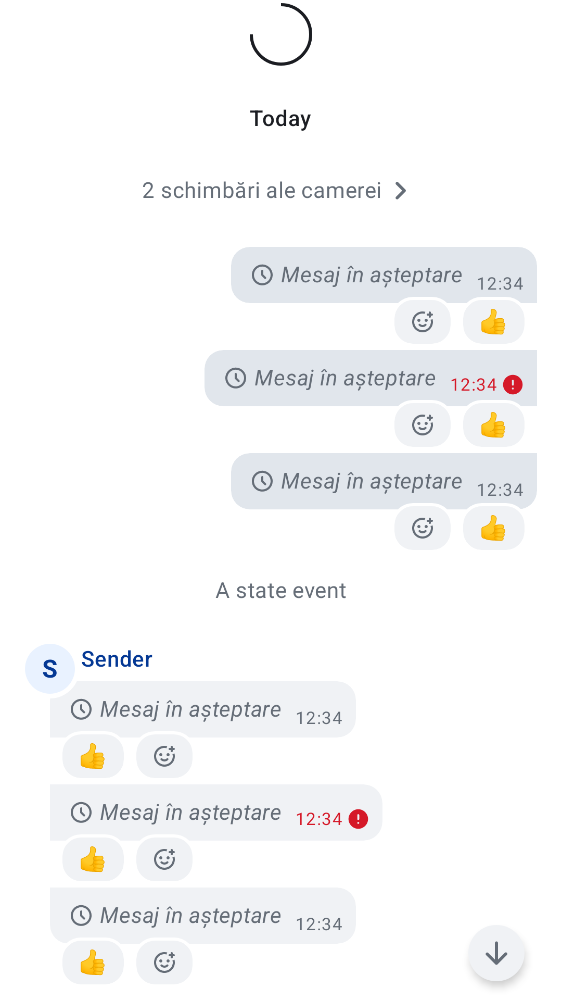 Today
2 schimbări ale camerei
Mesaj în așteptare 12:34
👍
Mesaj în așteptare 12:34
👍
Mesaj în așteptare 12:34
👍
A state event
S Sender
Mesaj în așteptare 12:34
👍
Mesaj în așteptare 12:34
👍
Mesaj în așteptare 12:34
👍